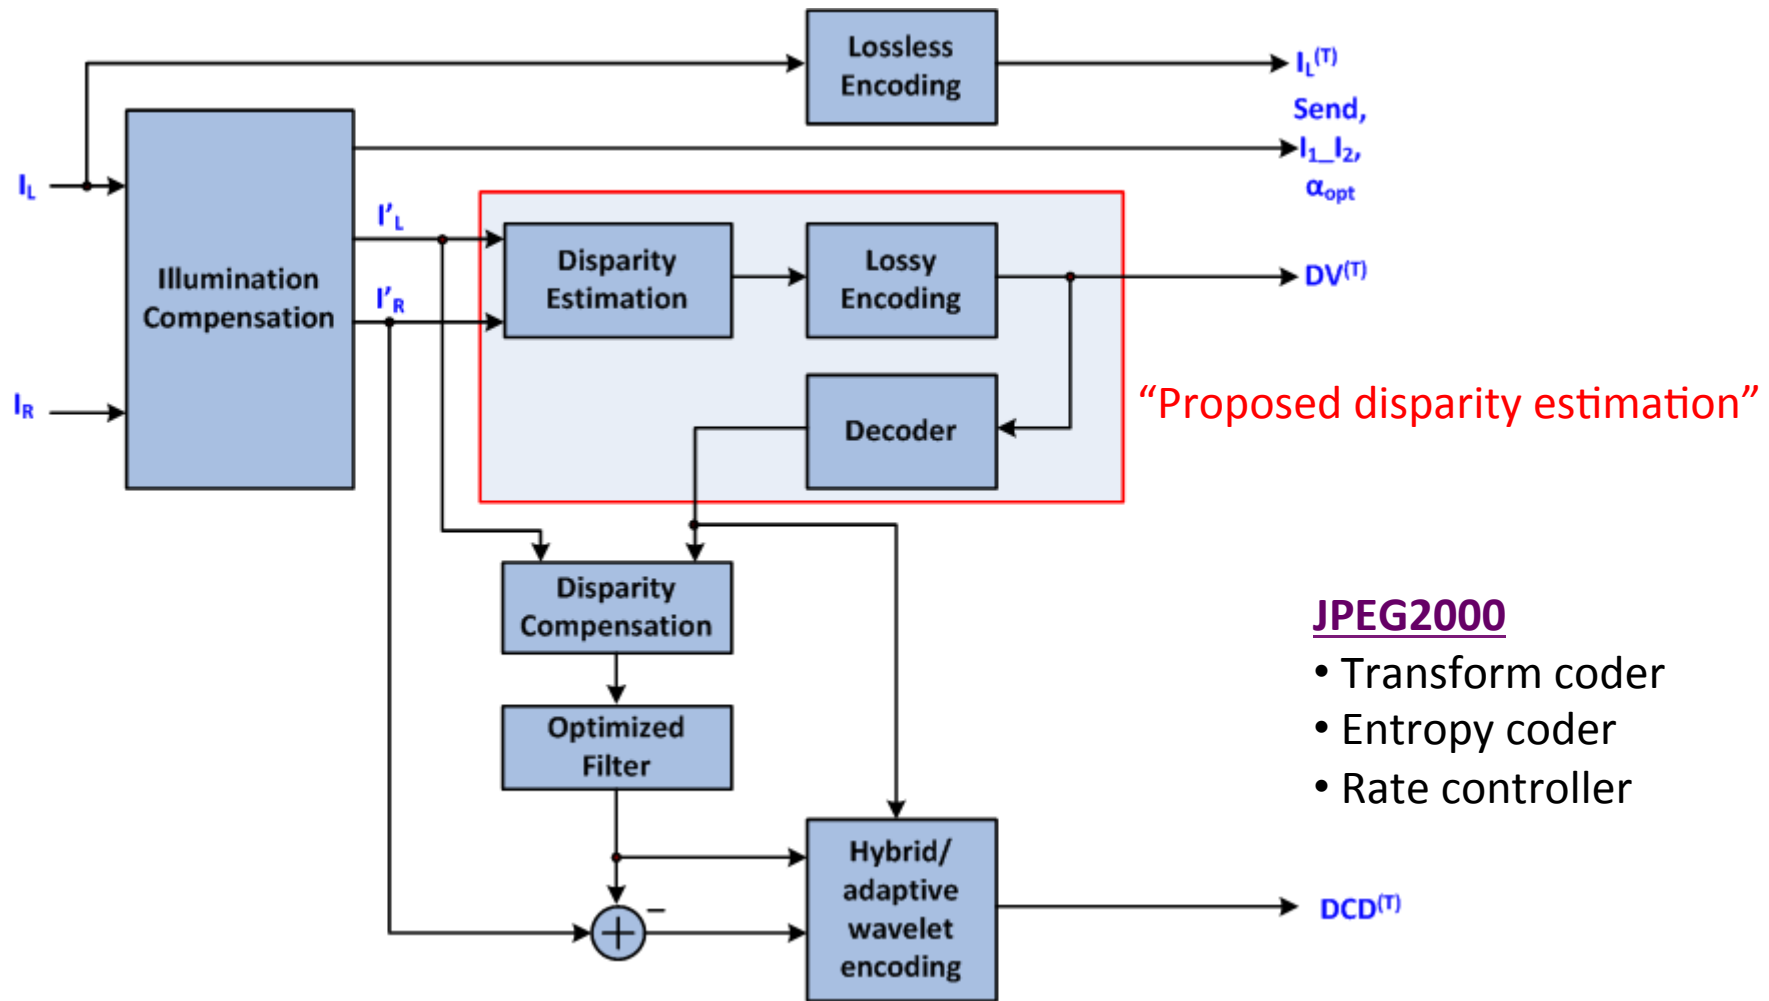 Lossless
Encoding
I_L^(T)
Send,
I_1_I_2,
α_opt
I_L
I_R
Illumination
Compensation
I'_L
I'_R
Disparity
Estimation
Lossy
Encoding
DV^(T)
Decoder
“Proposed disparity estimation”
Disparity
Compensation
Optimized
Filter
+
–
Hybrid/
adaptive
wavelet
encoding
DCD^(T)
JPEG2000
• Transform coder
• Entropy coder
• Rate controller